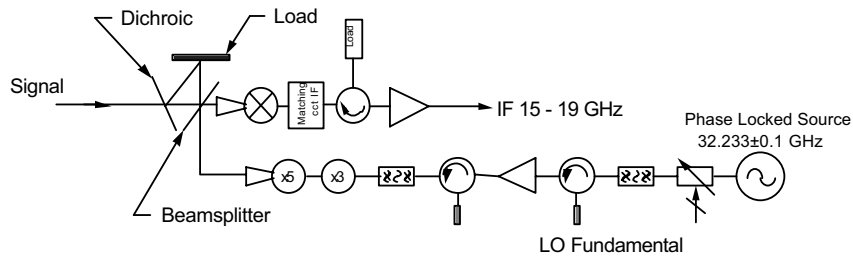 Dichroic
Load
Signal
Load
Matching
cct IF
IF 15 - 19 GHz
Phase Locked Source
32.233±0.1 GHz
x5
x3
Beamsplitter
LO Fundamental